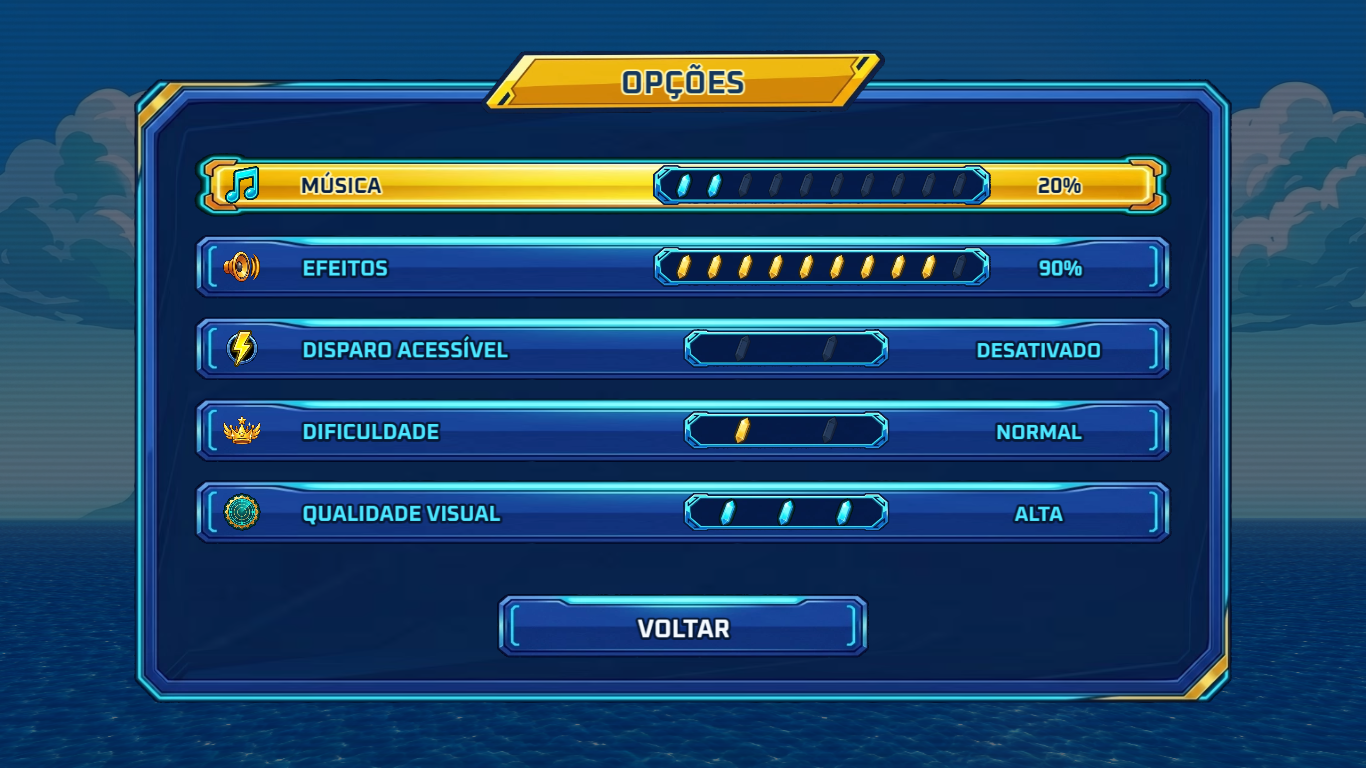 OPÇÕES
MÚSICA 20%
EFEITOS 90%
DISPARO ACESSÍVEL DESATIVADO
DIFICULDADE NORMAL
QUALIDADE VISUAL ALTA
VOLTAR